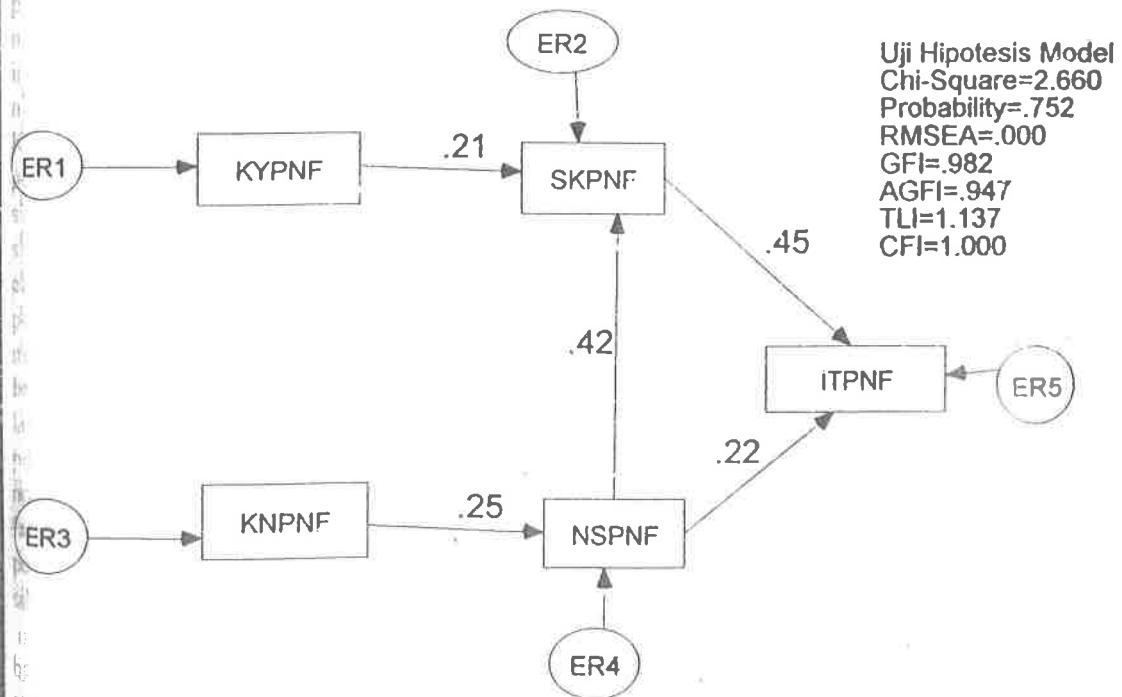 ER2
Uji Hipotesis Model
Chi-Square=2.660
Probability=.752
RMSEA=.000
GFI=.982
AGFI=.947
TLI=1.137
CFI=1.000
ER1
KYPNF
.21
SKPNF
.45
.42
iTPNF
ER5
.22
ER3
KNPNF
.25
NSPNF
ER4